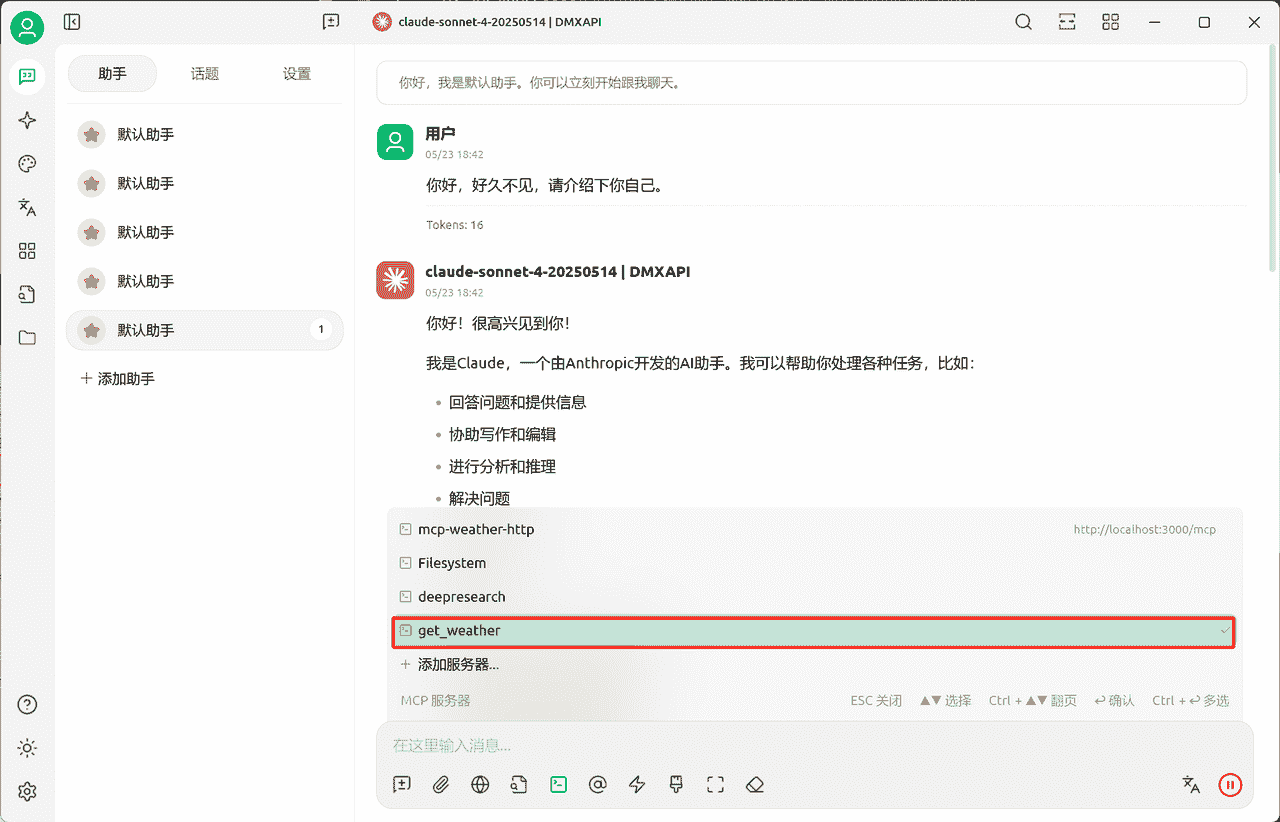 claude-sonnet-4-20250514 | DMXAPI
助手 话题 设置
默认助手
默认助手
默认助手
默认助手
默认助手 1
添加助手
你好，我是默认助手。你可以立刻开始跟我聊天。
用户
05/23 18:42
你好，好久不见，请介绍下你自己。
Tokens: 16
claude-sonnet-4-20250514 | DMXAPI
05/23 18:42
你好！很高兴见到你！
我是Claude，一个由Anthropic开发的AI助手。我可以帮助你处理各种任务，比如：
• 回答问题和提供信息
• 协助写作和编辑
• 进行分析和推理
• 解决问题
mcp-weather-http http://localhost:3000/mcp
Filesystem
deepresearch
get_weather
+ 添加服务器...
MCP 服务器 ESC 关闭 ▲▼ 选择 Ctrl + ▲▼ 翻页 ↩ 确认 Ctrl + ↩ 多选
在这里输入消息...